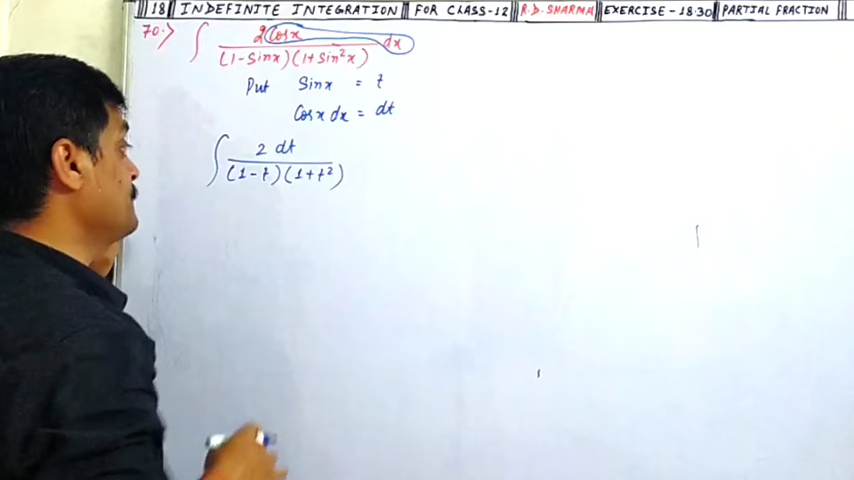 18 INDEFINITE INTEGRATION FOR CLASS-12 R.D. SHARMA EXERCISE-18.30 PARTIAL FRACTION
70.> ∫ 2 Cosx dx / (1-Sinx)(1+Sin²x)
Put Sinx = t
Cosx dx = dt
∫ 2 dt / (1-t)(1+t²)